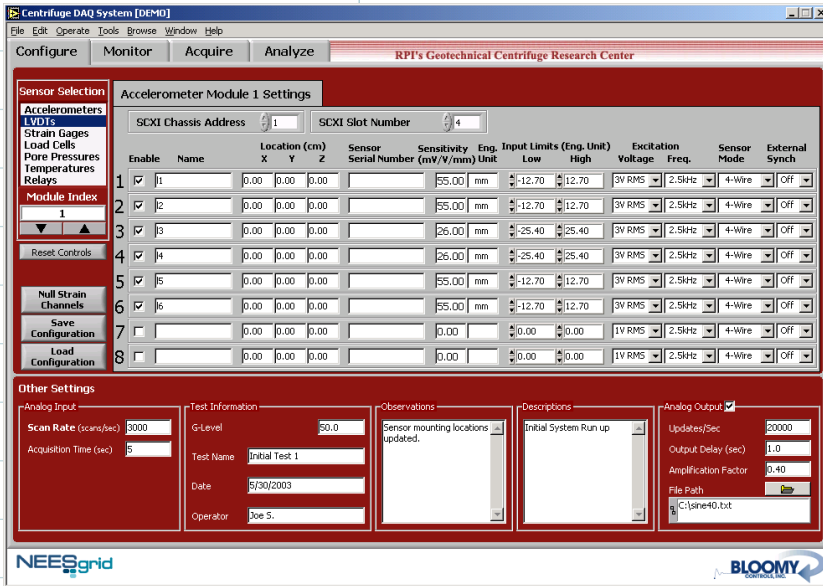 Centrifuge DAQ System [DEMO]
File Edit Operate Tools Browse Window Help
Configure Monitor Acquire Analyze RPI's Geotechnical Centrifuge Research Center
Sensor Selection
Accelerometers
LVDTs
Strain Gages
Load Cells
Pore Pressures
Temperatures
Relays
Module Index
1
Reset Controls
Null Strain
Channels
Save
Configuration
Load
Configuration
Accelerometer Module 1 Settings
SCXI Chassis Address 1 SCXI Slot Number 4
Location (cm) Sensor Sensitivity Eng. Input Limits (Eng. Unit) Excitation Sensor External
Enable Name X Y Z Serial Number (mV/V/mm) Unit Low High Voltage Freq. Mode Synch
1 l1 0.00 0.00 0.00 55.00 mm -12.70 12.70 3V RMS 2.5kHz 4-Wire Off
2 l2 0.00 0.00 0.00 55.00 mm -12.70 12.70 3V RMS 2.5kHz 4-Wire Off
3 l3 0.00 0.00 0.00 26.00 mm -25.40 25.40 3V RMS 2.5kHz 4-Wire Off
4 l4 0.00 0.00 0.00 26.00 mm -25.40 25.40 3V RMS 2.5kHz 4-Wire Off
5 l5 0.00 0.00 0.00 55.00 mm -12.70 12.70 3V RMS 2.5kHz 4-Wire Off
6 l6 0.00 0.00 0.00 55.00 mm -12.70 12.70 3V RMS 2.5kHz 4-Wire Off
7 0.00 0.00 0.00 0.00 0.00 0.00 1V RMS 2.5kHz 4-Wire Off
8 0.00 0.00 0.00 0.00 0.00 0.00 1V RMS 2.5kHz 4-Wire Off
Other Settings
Analog Input
Scan Rate (scans/sec) 3000
Acquisition Time (sec) 5
Test Information
G-Level 50.0
Test Name Initial Test 1
Date 5/30/2003
Operator Joe S.
Observations
Sensor mounting locations
updated.
Descriptions
Initial System Run up
Analog Output
Updates/Sec 20000
Output Delay (sec) 1.0
Amplification Factor 0.40
File Path
C:\sine40.txt
NEESgrid
BLOOMY
CONTROLS, INC.